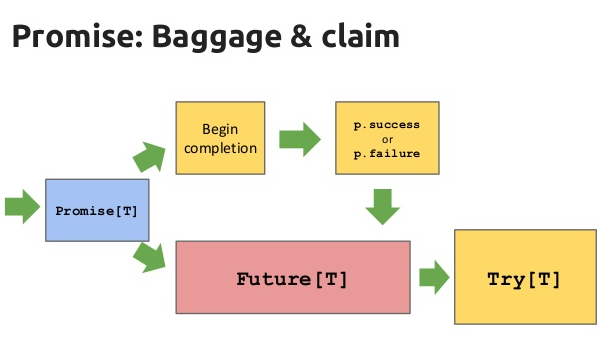 Promise: Baggage & claim
Begin
completion
p.success
or
p.failure
Promise[T]
Future[T]
Try[T]